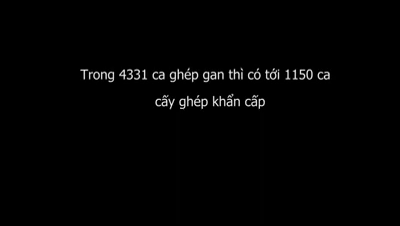 Trong 4331 ca ghép gan thì có tới 1150 ca
cấy ghép khẩn cấp